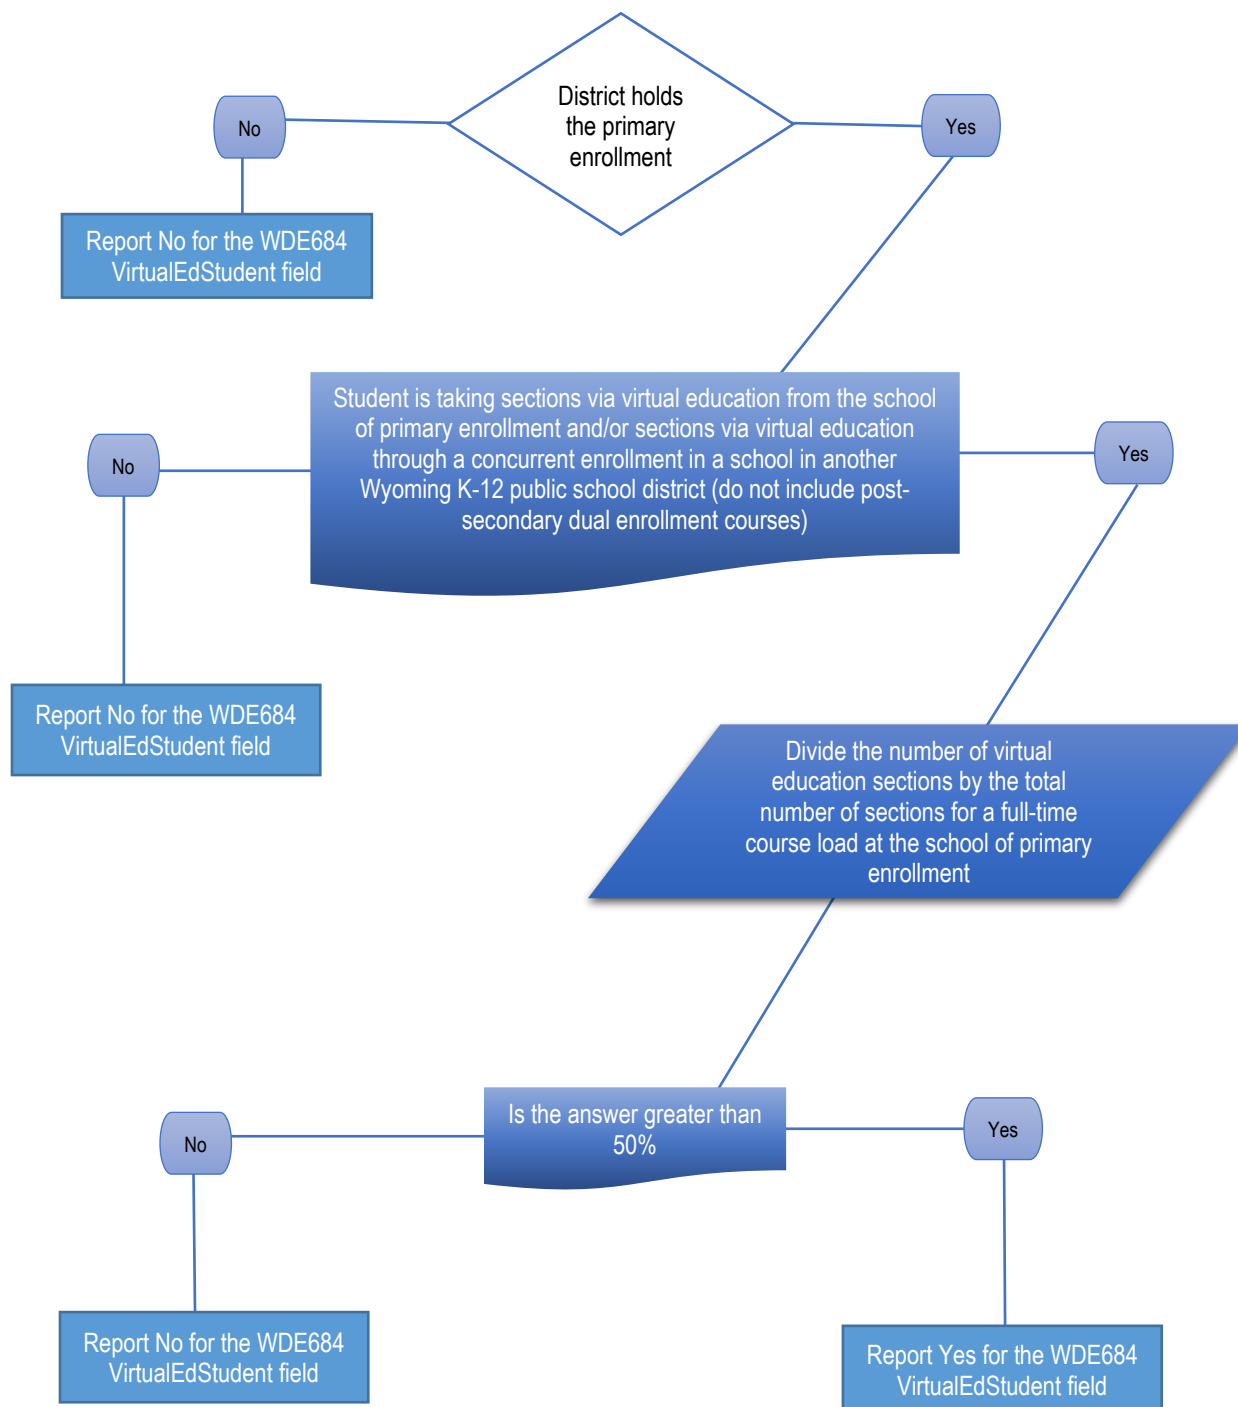 District holds
the primary
enrollment
No
Yes
Report No for the WDE684
VirtualEdStudent field
Student is taking sections via virtual education from the school
of primary enrollment and/or sections via virtual education
through a concurrent enrollment in a school in another
Wyoming K-12 public school district (do not include post-
secondary dual enrollment courses)
No
Yes
Report No for the WDE684
VirtualEdStudent field
Divide the number of virtual
education sections by the total
number of sections for a full-time
course load at the school of primary
enrollment
Is the answer greater than
50%
No
Yes
Report No for the WDE684
VirtualEdStudent field
Report Yes for the WDE684
VirtualEdStudent field